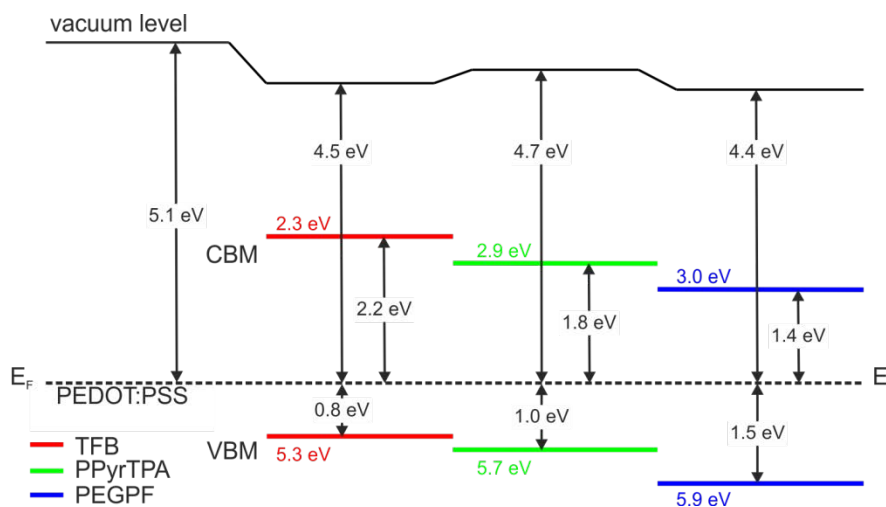 vacuum level
5.1 eV
4.5 eV
4.7 eV
4.4 eV
CBM
2.3 eV
2.9 eV
3.0 eV
2.2 eV
1.8 eV
1.4 eV
EF
E
PEDOT:PSS
0.8 eV
1.0 eV
1.5 eV
VBM
5.3 eV
5.7 eV
5.9 eV
TFB
PPyrTPA
PEGPF